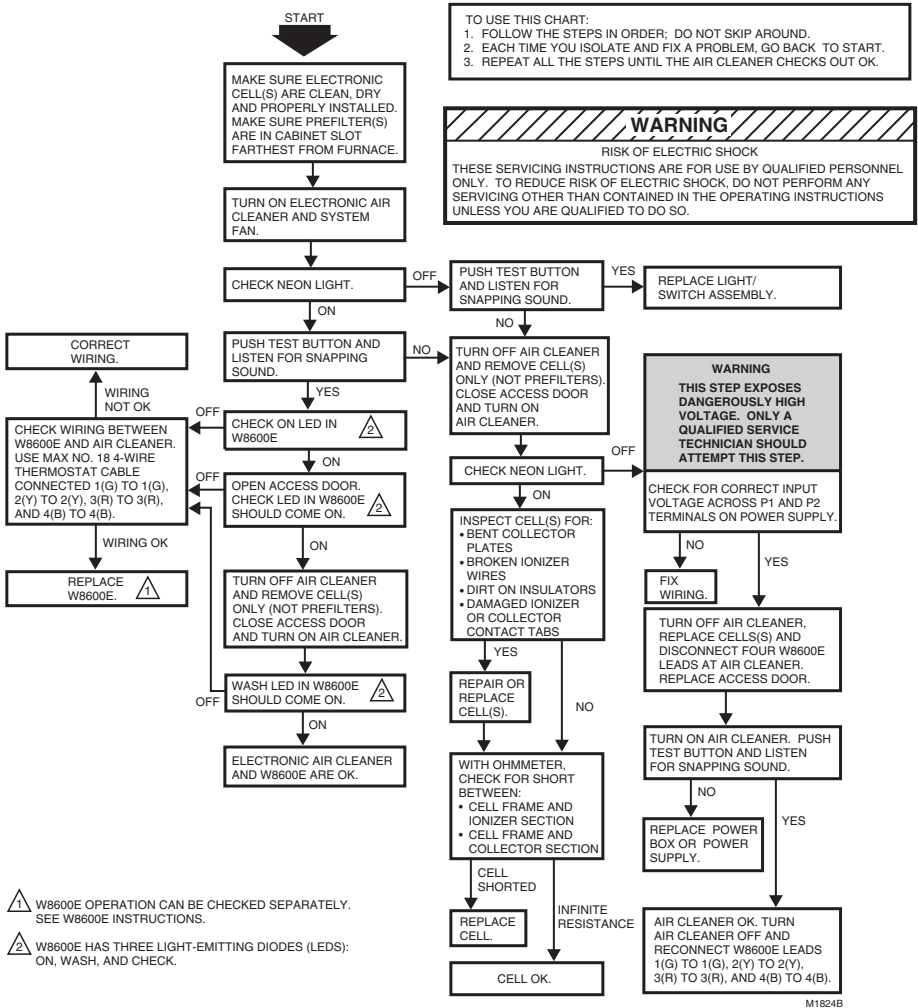 START
TO USE THIS CHART:
1. FOLLOW THE STEPS IN ORDER; DO NOT SKIP AROUND.
2. EACH TIME YOU ISOLATE AND FIX A PROBLEM, GO BACK TO START.
3. REPEAT ALL THE STEPS UNTIL THE AIR CLEANER CHECKS OUT OK.
WARNING
RISK OF ELECTRIC SHOCK
THESE SERVICING INSTRUCTIONS ARE FOR USE BY QUALIFIED PERSONNEL
ONLY. TO REDUCE RISK OF ELECTRIC SHOCK, DO NOT PERFORM ANY
SERVICING OTHER THAN CONTAINED IN THE OPERATING INSTRUCTIONS
UNLESS YOU ARE QUALIFIED TO DO SO.
MAKE SURE ELECTRONIC
CELL(S) ARE CLEAN, DRY
AND PROPERLY INSTALLED.
MAKE SURE PREFILTER(S)
ARE IN CABINET SLOT
FARTHEST FROM FURNACE.
TURN ON ELECTRONIC AIR
CLEANER AND SYSTEM
FAN.
CHECK NEON LIGHT.
OFF
PUSH TEST BUTTON
AND LISTEN FOR
SNAPPING SOUND.
YES
REPLACE LIGHT/
SWITCH ASSEMBLY.
ON
NO
PUSH TEST BUTTON AND
LISTEN FOR SNAPPING
SOUND.
NO
TURN OFF AIR CLEANER
AND REMOVE CELL(S)
ONLY (NOT PREFILTERS).
CLOSE ACCESS DOOR
AND TURN ON
AIR CLEANER.
YES
CORRECT
WIRING.
WIRING
NOT OK
OFF
CHECK ON LED IN
W8600E
2
CHECK WIRING BETWEEN
W8600E AND AIR CLEANER.
USE MAX NO. 18 4-WIRE
THERMOSTAT CABLE
CONNECTED 1(G) TO 1(G),
2(Y) TO 2(Y), 3(R) TO 3(R),
AND 4(B) TO 4(B).
ON
OFF
OPEN ACCESS DOOR.
CHECK LED IN W8600E
SHOULD COME ON.
2
WIRING OK
REPLACE
W8600E.
1
ON
TURN OFF AIR CLEANER
AND REMOVE CELL(S)
ONLY (NOT PREFILTERS).
CLOSE ACCESS DOOR
AND TURN ON AIR CLEANER.
OFF
WASH LED IN W8600E
SHOULD COME ON.
2
ON
ELECTRONIC AIR CLEANER
AND W8600E ARE OK.
CHECK NEON LIGHT.
OFF
ON
INSPECT CELL(S) FOR:
• BENT COLLECTOR
PLATES
• BROKEN IONIZER
WIRES
• DIRT ON INSULATORS
• DAMAGED IONIZER
OR COLLECTOR
CONTACT TABS
YES
REPAIR OR
REPLACE
CELL(S).
NO
WITH OHMMETER,
CHECK FOR SHORT
BETWEEN:
• CELL FRAME AND
IONIZER SECTION
• CELL FRAME AND
COLLECTOR SECTION
CELL
SHORTED
REPLACE
CELL.
INFINITE
RESISTANCE
CELL OK.
WARNING
THIS STEP EXPOSES
DANGEROUSLY HIGH
VOLTAGE. ONLY A
QUALIFIED SERVICE
TECHNICIAN SHOULD
ATTEMPT THIS STEP.
CHECK FOR CORRECT INPUT
VOLTAGE ACROSS P1 AND P2
TERMINALS ON POWER SUPPLY.
NO
FIX
WIRING.
YES
TURN OFF AIR CLEANER,
REPLACE CELLS(S) AND
DISCONNECT FOUR W8600E
LEADS AT AIR CLEANER.
REPLACE ACCESS DOOR.
TURN ON AIR CLEANER. PUSH
TEST BUTTON AND LISTEN
FOR SNAPPING SOUND.
NO
REPLACE POWER
BOX OR POWER
SUPPLY.
YES
AIR CLEANER OK. TURN
AIR CLEANER OFF AND
RECONNECT W8600E LEADS
1(G) TO 1(G), 2(Y) TO 2(Y),
3(R) TO 3(R), AND 4(B) TO 4(B).
1 W8600E OPERATION CAN BE CHECKED SEPARATELY.
SEE W8600E INSTRUCTIONS.
2 W8600E HAS THREE LIGHT-EMITTING DIODES (LEDS):
ON, WASH, AND CHECK.
M1824B